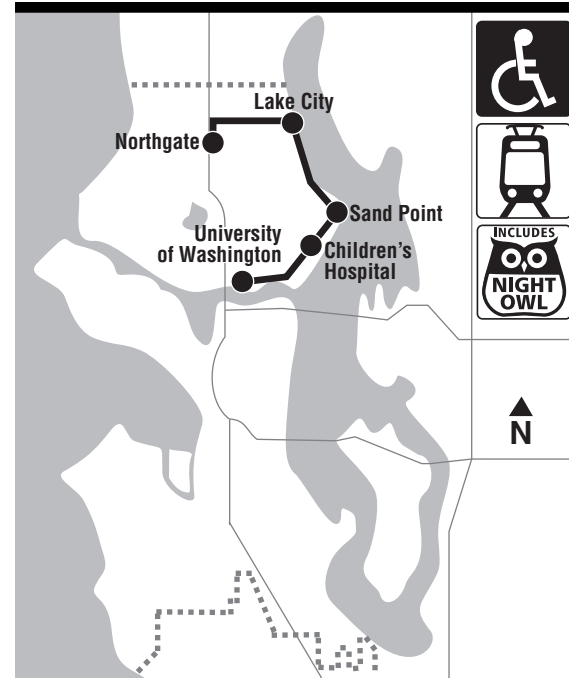 Lake City
Northgate
Sand Point
University
of Washington
Children's
Hospital
INCLUDES
NIGHT
OWL
N